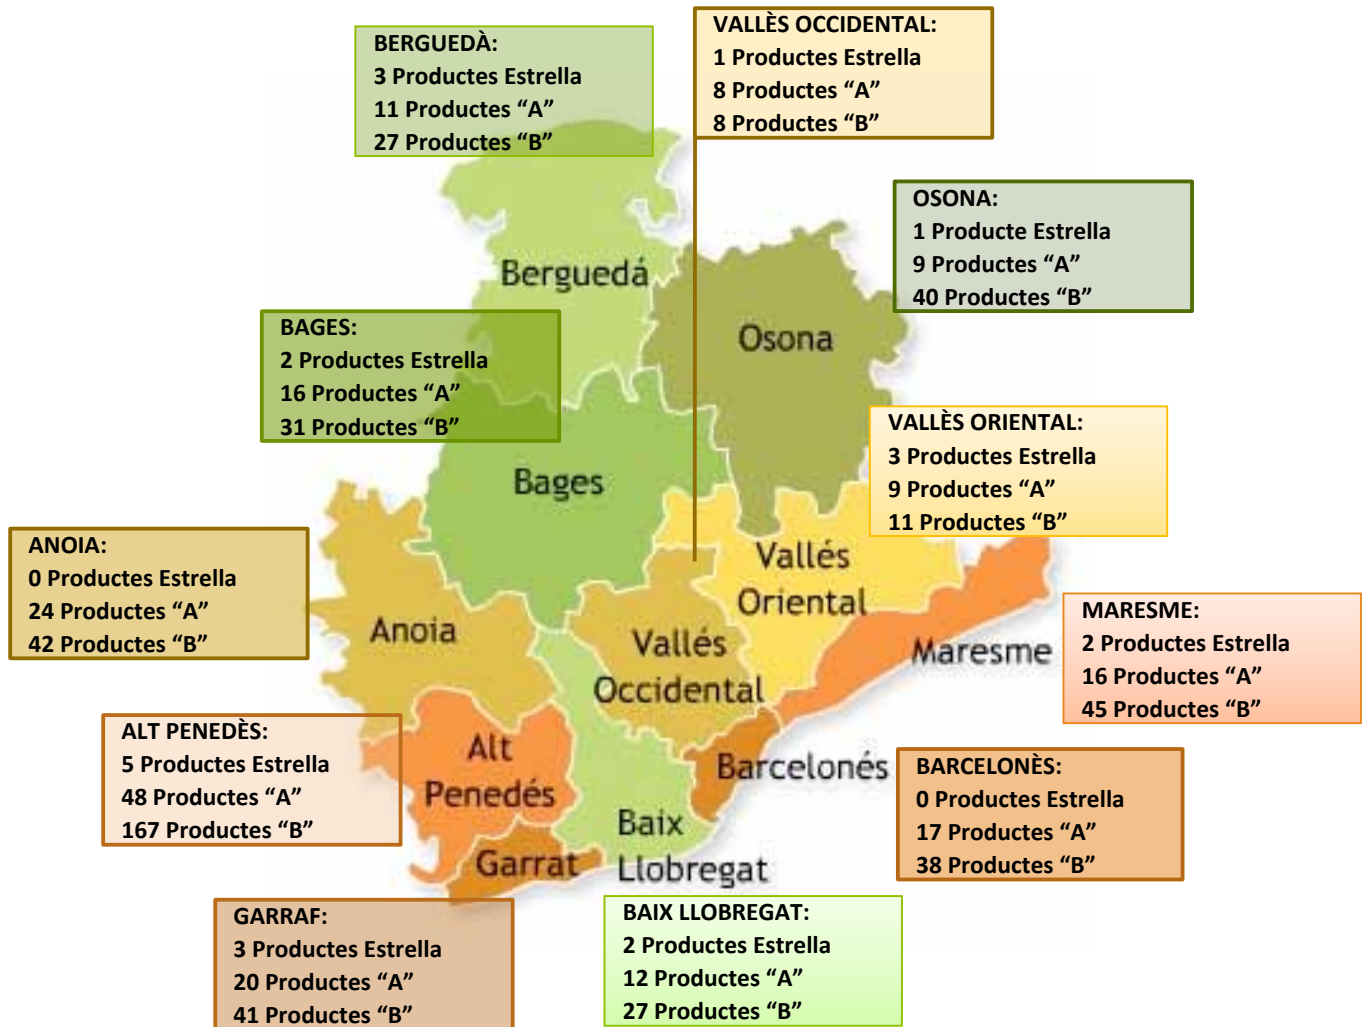 BERGUEDÀ:
3 Productes Estrella
11 Productes “A”
27 Productes “B”
VALLÈS OCCIDENTAL:
1 Productes Estrella
8 Productes “A”
8 Productes “B”
OSONA:
1 Producte Estrella
9 Productes “A”
40 Productes “B”
Berguedá
Osona
BAGES:
2 Productes Estrella
16 Productes “A”
31 Productes “B”
VALLÈS ORIENTAL:
3 Productes Estrella
9 Productes “A”
11 Productes “B”
Bages
ANOIA:
0 Productes Estrella
24 Productes “A”
42 Productes “B”
Vallés
Oriental
Anoia
Vallés
Occidental
Maresme
MARESME:
2 Productes Estrella
16 Productes “A”
45 Productes “B”
ALT PENEDÈS:
5 Productes Estrella
48 Productes “A”
167 Productes “B”
Alt
Penedés
Barcelonés
BARCELONÈS:
0 Productes Estrella
17 Productes “A”
38 Productes “B”
Baix
Llobregat
Garrat
GARRAF:
3 Productes Estrella
20 Productes “A”
41 Productes “B”
BAIX LLOBREGAT:
2 Productes Estrella
12 Productes “A”
27 Productes “B”